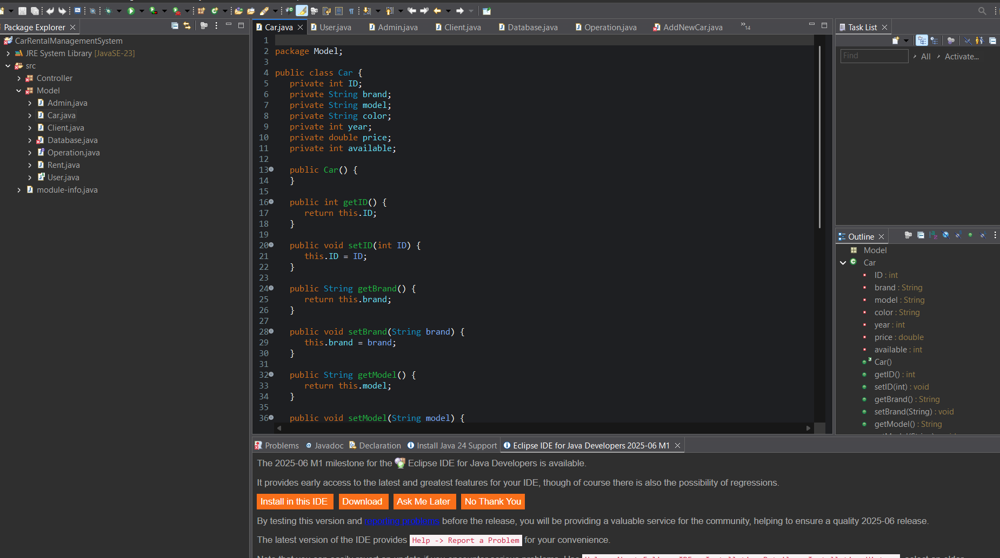 Package Explorer
CarRentalManagementSystem
JRE System Library [JavaSE-23]
src
Controller
Model
Admin.java
Car.java
Client.java
Database.java
Operation.java
Rent.java
User.java
module-info.java
Car.java User.java Admin.java Client.java Database.java Operation.java AddNewCar.java »14
1
2 package Model;
3
4 public class Car {
5 private int ID;
6 private String brand;
7 private String model;
8 private String color;
9 private int year;
10 private double price;
11 private int available;
12
13 public Car() {
14 }
15
16 public int getID() {
17 return this.ID;
18 }
19
20 public void setID(int ID) {
21 this.ID = ID;
22 }
23
24 public String getBrand() {
25 return this.brand;
26 }
27
28 public void setBrand(String brand) {
29 this.brand = brand;
30 }
31
32 public String getModel() {
33 return this.model;
34 }
35
36 public void setModel(String model) {
Task List
Find All Activate...
Outline
Model
Car
ID : int
brand : String
model : String
color : String
year : int
price : double
available : int
Car()
getID() : int
setID(int) : void
getBrand() : String
setBrand(String) : void
getModel() : String
Problems Javadoc Declaration Install Java 24 Support Eclipse IDE for Java Developers 2025-06 M1
The 2025-06 M1 milestone for the Eclipse IDE for Java Developers is available.
It provides early access to the latest and greatest features for your IDE, though of course there is also the possibility of regressions.
Install in this IDE Download Ask Me Later No Thank You
By testing this version and reporting problems before the release, you will be providing a valuable service for the community, helping to ensure a quality 2025-06 release.
The latest version of the IDE provides Help -> Report a Problem for your convenience.